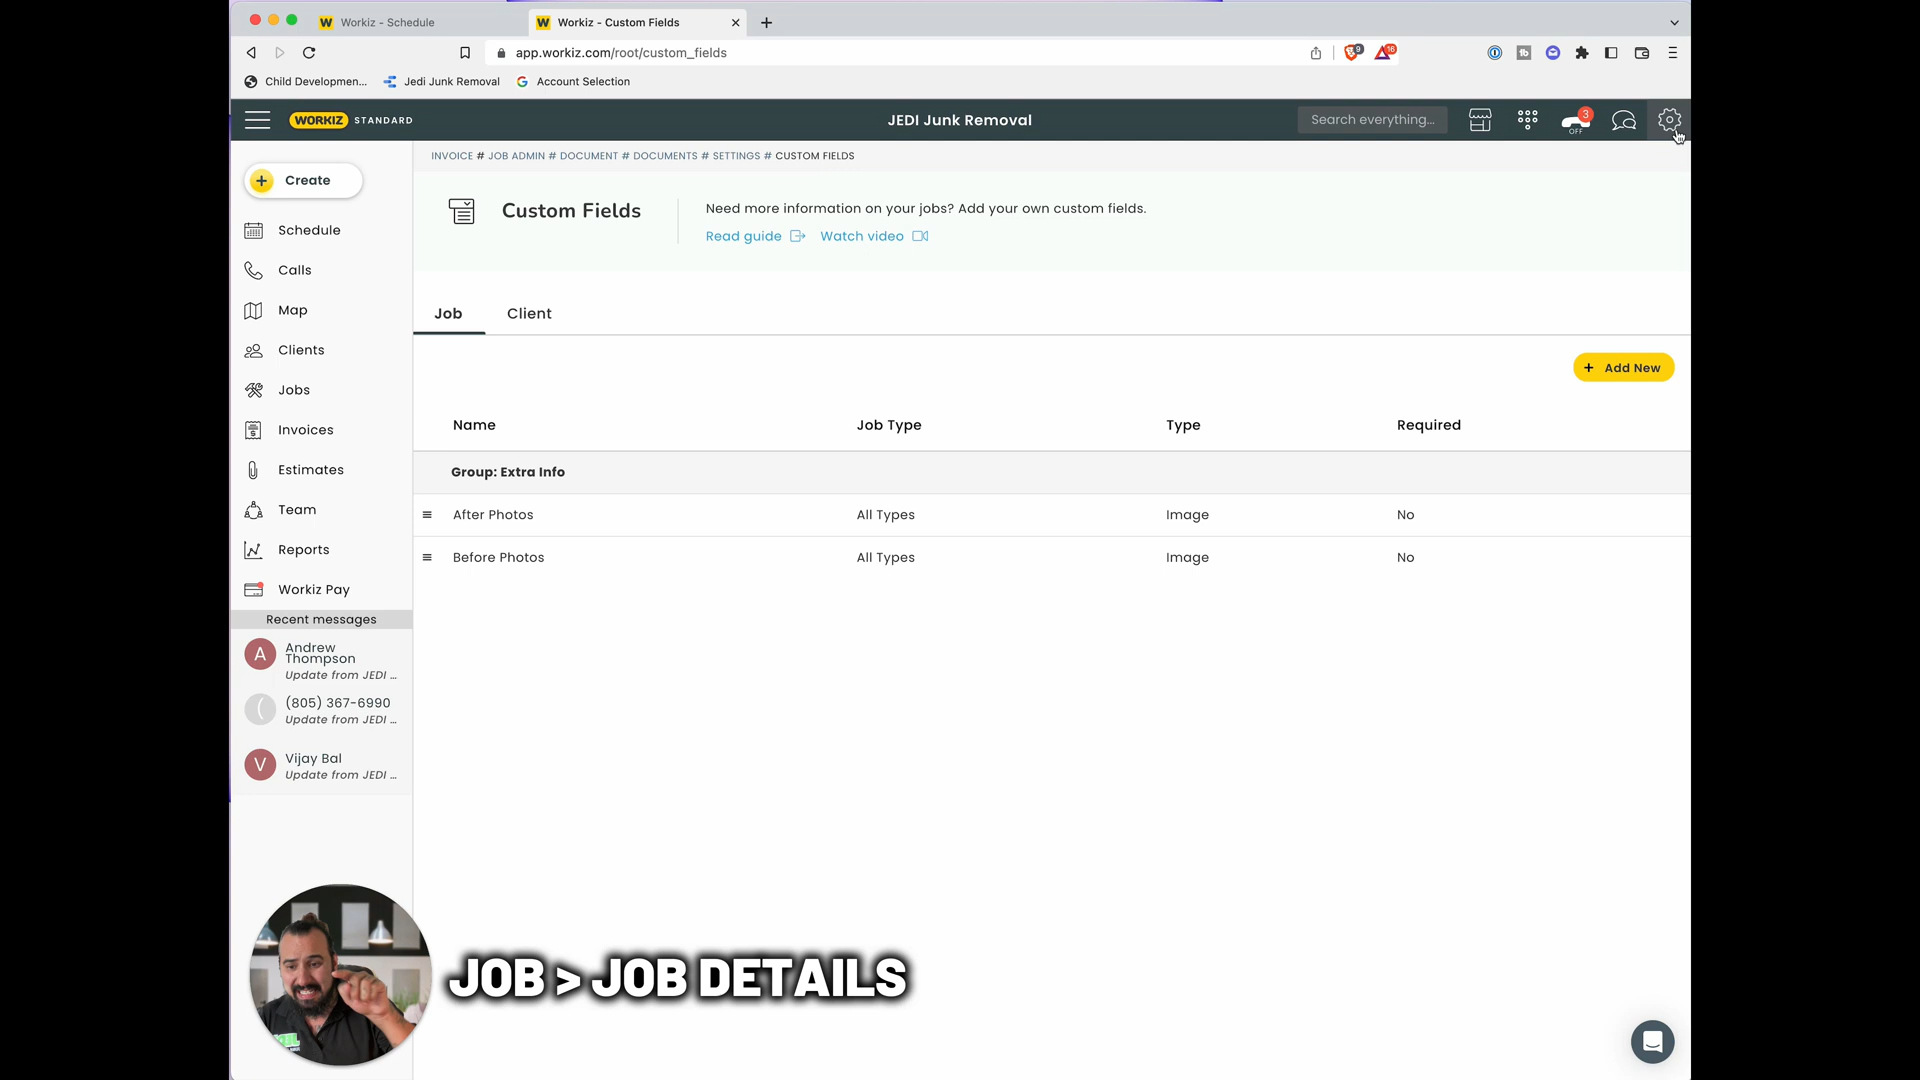 Workiz - Schedule
Workiz - Custom Fields
app.workiz.com/root/custom_fields
9
16
Child Developmen...
Jedi Junk Removal
Account Selection
WORKIZ STANDARD
JEDI Junk Removal
Search everything...
3
OFF
INVOICE # JOB ADMIN # DOCUMENT # DOCUMENTS # SETTINGS # CUSTOM FIELDS
Create
Custom Fields
Need more information on your jobs? Add your own custom fields.
Read guide
Watch video
Schedule
Calls
Map
Clients
Jobs
Invoices
Estimates
Team
Reports
Workiz Pay
Job
Client
+ Add New
Name
Job Type
Type
Required
Group: Extra Info
After Photos
All Types
Image
No
Before Photos
All Types
Image
No
Recent messages
A
Andrew
Thompson
Update from JEDI ...
(
(805) 367-6990
Update from JEDI ...
V
Vijay Bal
Update from JEDI ...
JOB > JOB DETAILS